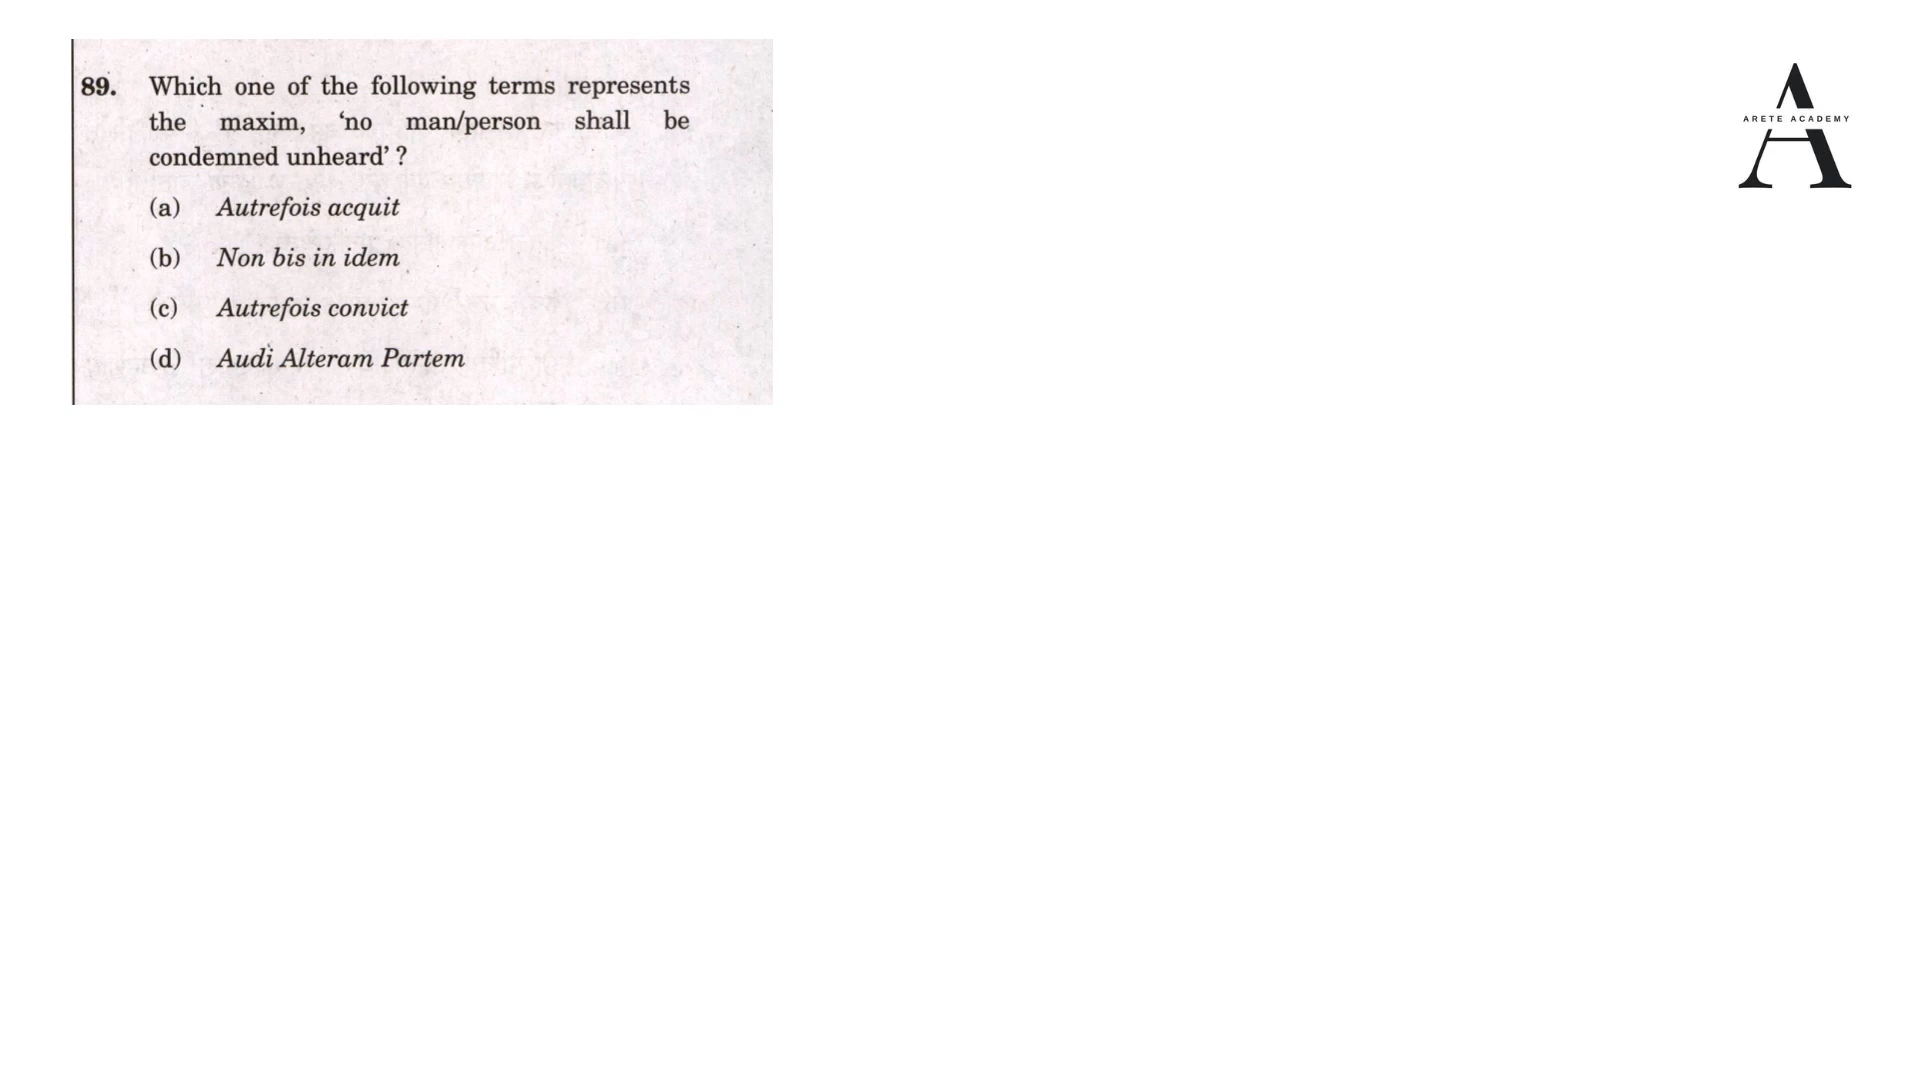 89. Which one of the following terms represents
the maxim, ‘no man/person shall be
condemned unheard’ ?
(a) Autrefois acquit
(b) Non bis in idem
(c) Autrefois convict
(d) Audi Alteram Partem
ARETE ACADEMY